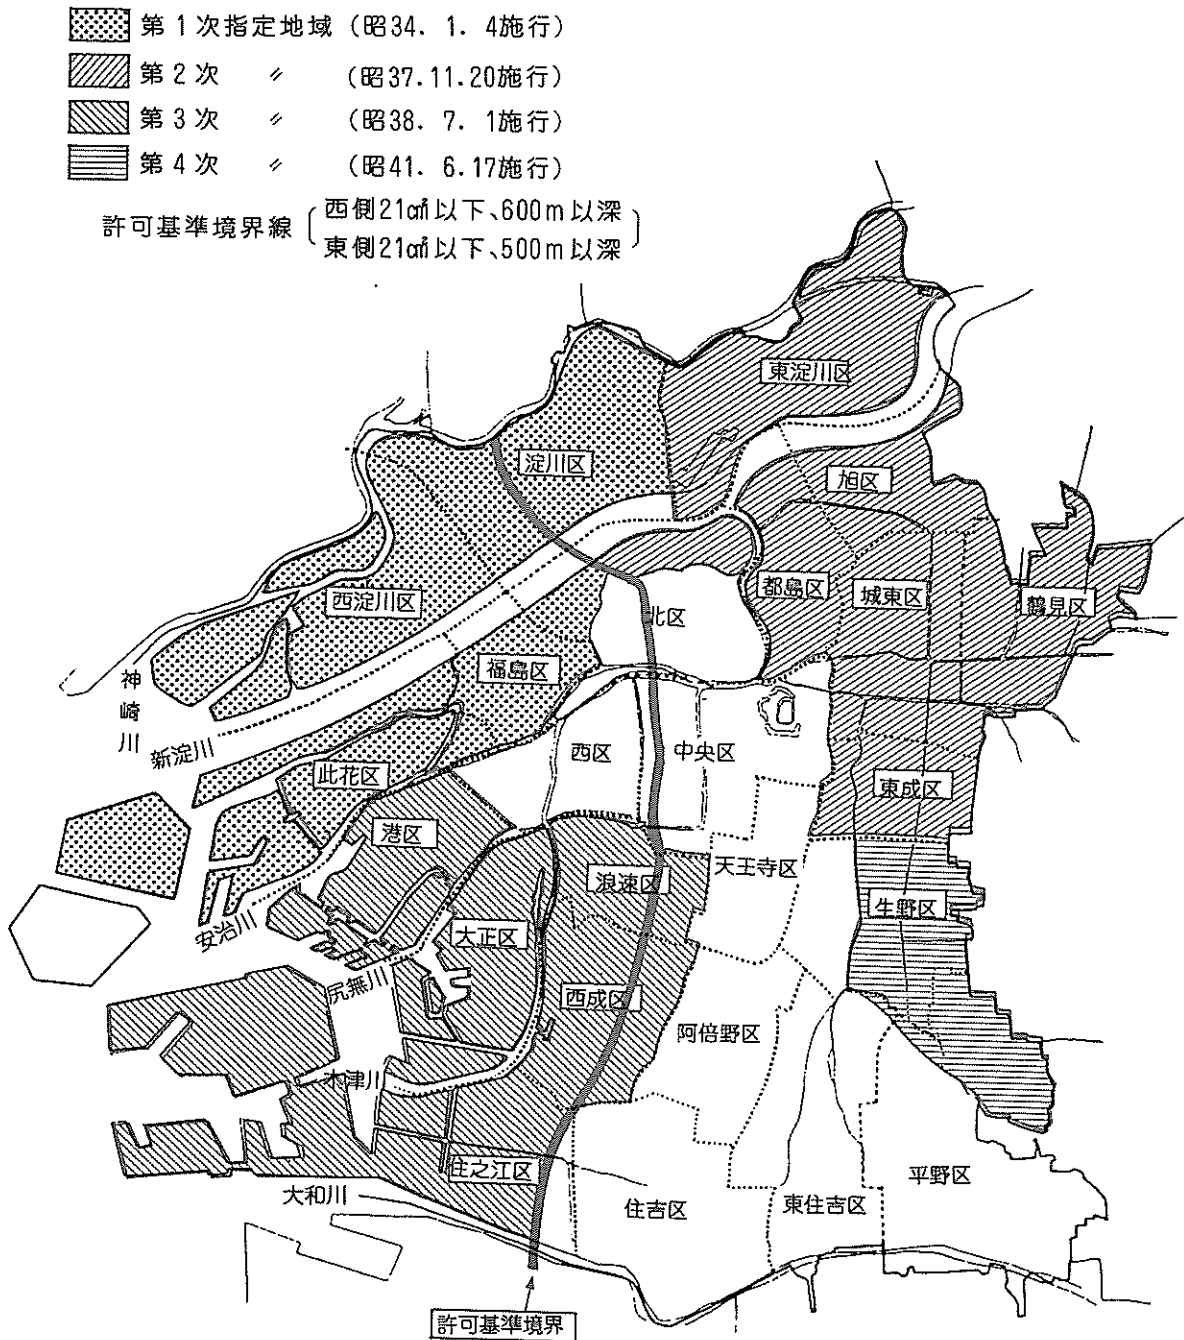 第1次指定地域 (昭34. 1. 4施行)
第2次 〃 (昭37.11.20施行)
第3次 〃 (昭38. 7. 1施行)
第4次 〃 (昭41. 6.17施行)
許可基準境界線
西側21㎠以下、600m以深
東側21㎠以下、500m以深
東淀川区
淀川区
旭区
西淀川区
都島区
城東区
鶴見区
北区
福島区
神崎川
新淀川
西区
中央区
此花区
東成区
港区
天王寺区
浪速区
生野区
安治川
大正区
尻無川
西成区
阿倍野区
木津川
住之江区
平野区
大和川
住吉区
東住吉区
許可基準境界